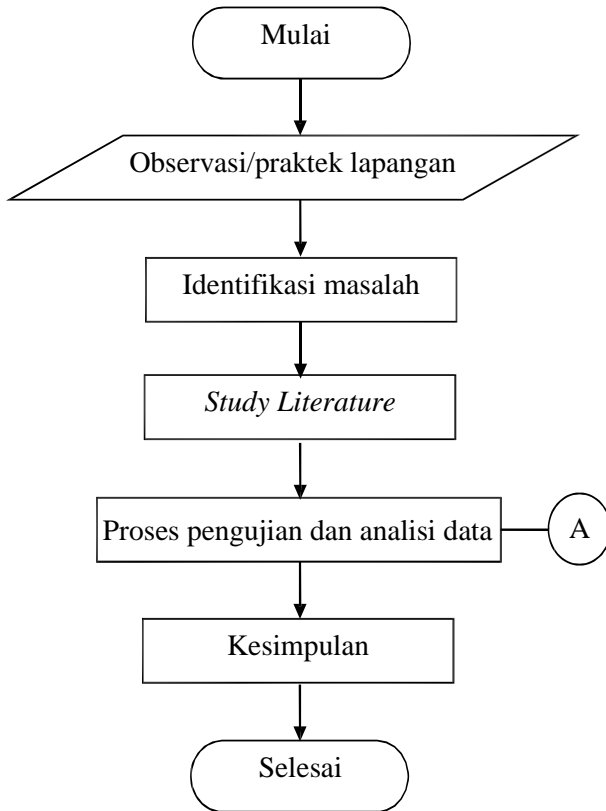 Mulai
Observasi/praktek lapangan
Identifikasi masalah
Study Literature
Proses pengujian dan analisi data
A
Kesimpulan
Selesai